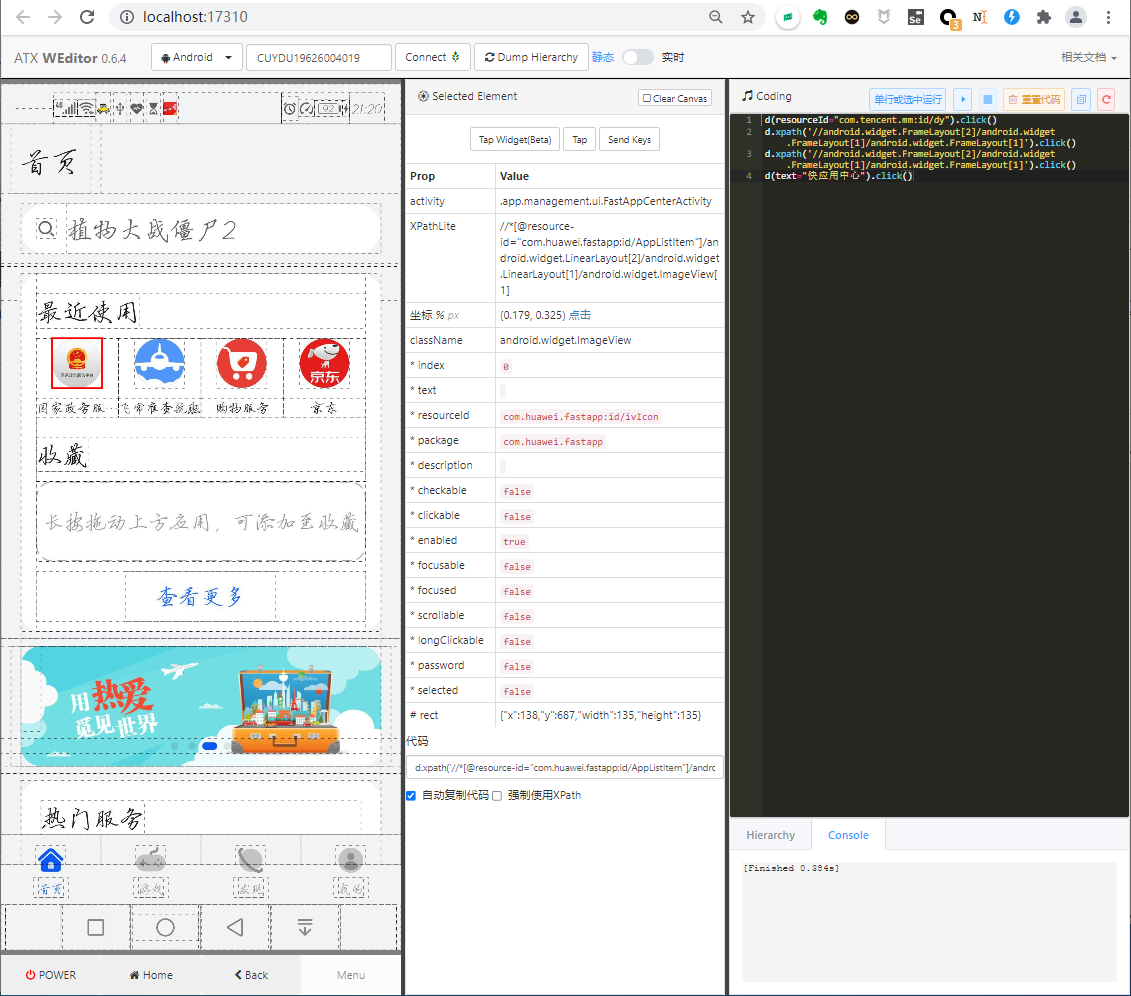 localhost:17310
3
ATX WEditor 0.6.4
Android
CUYDU19626004019
Connect
Dump Hierarchy
静态
实时
相关文档
4G
92
21:20
首页
植物大战僵尸2
最近使用
京东
国家政务服…
飞常准查航班
购物服务
京东
收藏
长按拖动上方应用，可添加至收藏
查看更多
用热爱
觅见世界
热门服务
首页
游戏
发现
我的
POWER
Home
Back
Menu
Selected Element
Clear Canvas
Tap Widget(Beta)
Tap
Send Keys
Prop Value
activity .app.management.ui.FastAppCenterActivity
XPathLite //*[@resource-
id="com.huawei.fastapp:id/AppListItem"]/an
droid.widget.LinearLayout[2]/android.widget
.LinearLayout[1]/android.widget.ImageView[
1]
坐标 % px (0.179, 0.325) 点击
className android.widget.ImageView
* index 0
* text
* resourceId com.huawei.fastapp:id/ivIcon
* package com.huawei.fastapp
* description
* checkable false
* clickable false
* enabled true
* focusable false
* focused false
* scrollable false
* longClickable false
* password false
* selected false
# rect {"x":138,"y":687,"width":135,"height":135}
代码
d.xpath('//*[@resource-id="com.huawei.fastapp:id/AppListItem"]/andro
自动复制代码
强制使用XPath
Coding
单行或选中运行
重置代码
1 d(resourceId="com.tencent.mm:id/dy").click()
2 d.xpath('//android.widget.FrameLayout[2]/android.widget
.FrameLayout[1]/android.widget.FrameLayout[1]').click()
3 d.xpath('//android.widget.FrameLayout[2]/android.widget
.FrameLayout[1]/android.widget.FrameLayout[1]').click()
4 d(text="快应用中心").click()
Hierarchy
Console
[Finished 0.384s]